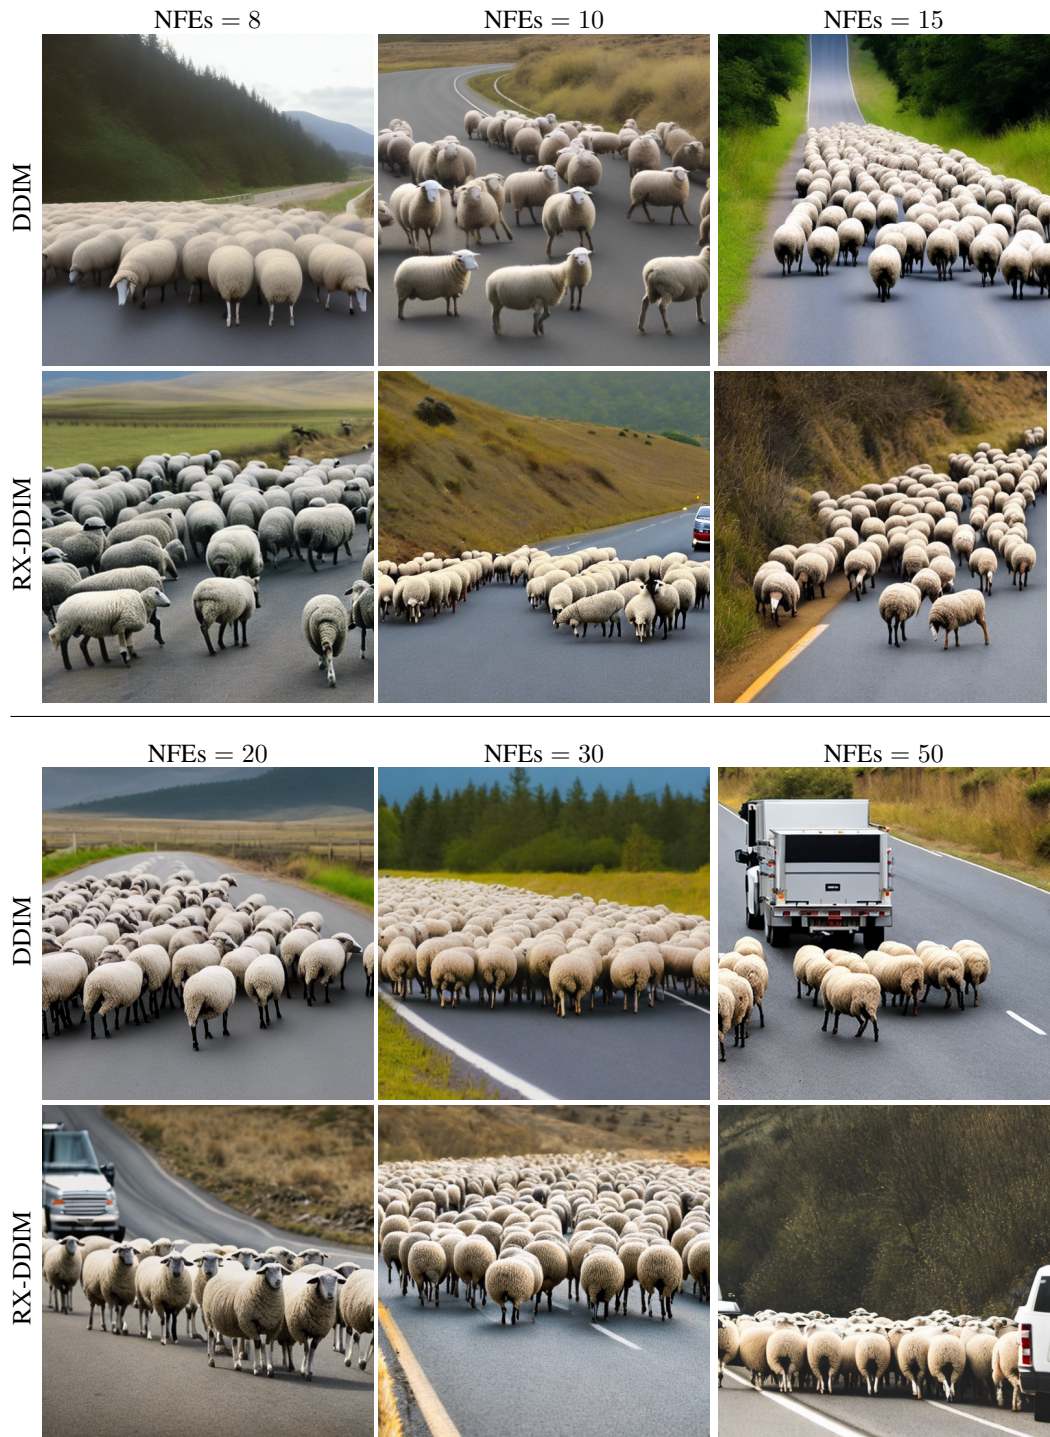 NFEs = 8
NFEs = 10
NFEs = 15
DDIM
RX-DDIM
NFEs = 20
NFEs = 30
NFEs = 50
DDIM
RX-DDIM